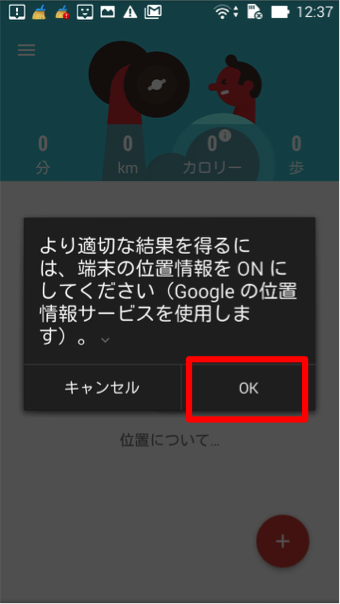 12:37
0 0 0 0
分 km カロリー 歩
より適切な結果を得るに
は、端末の位置情報を ON に
してください（Google の位置
情報サービスを使用しま
す）。
キャンセル OK
位置について...